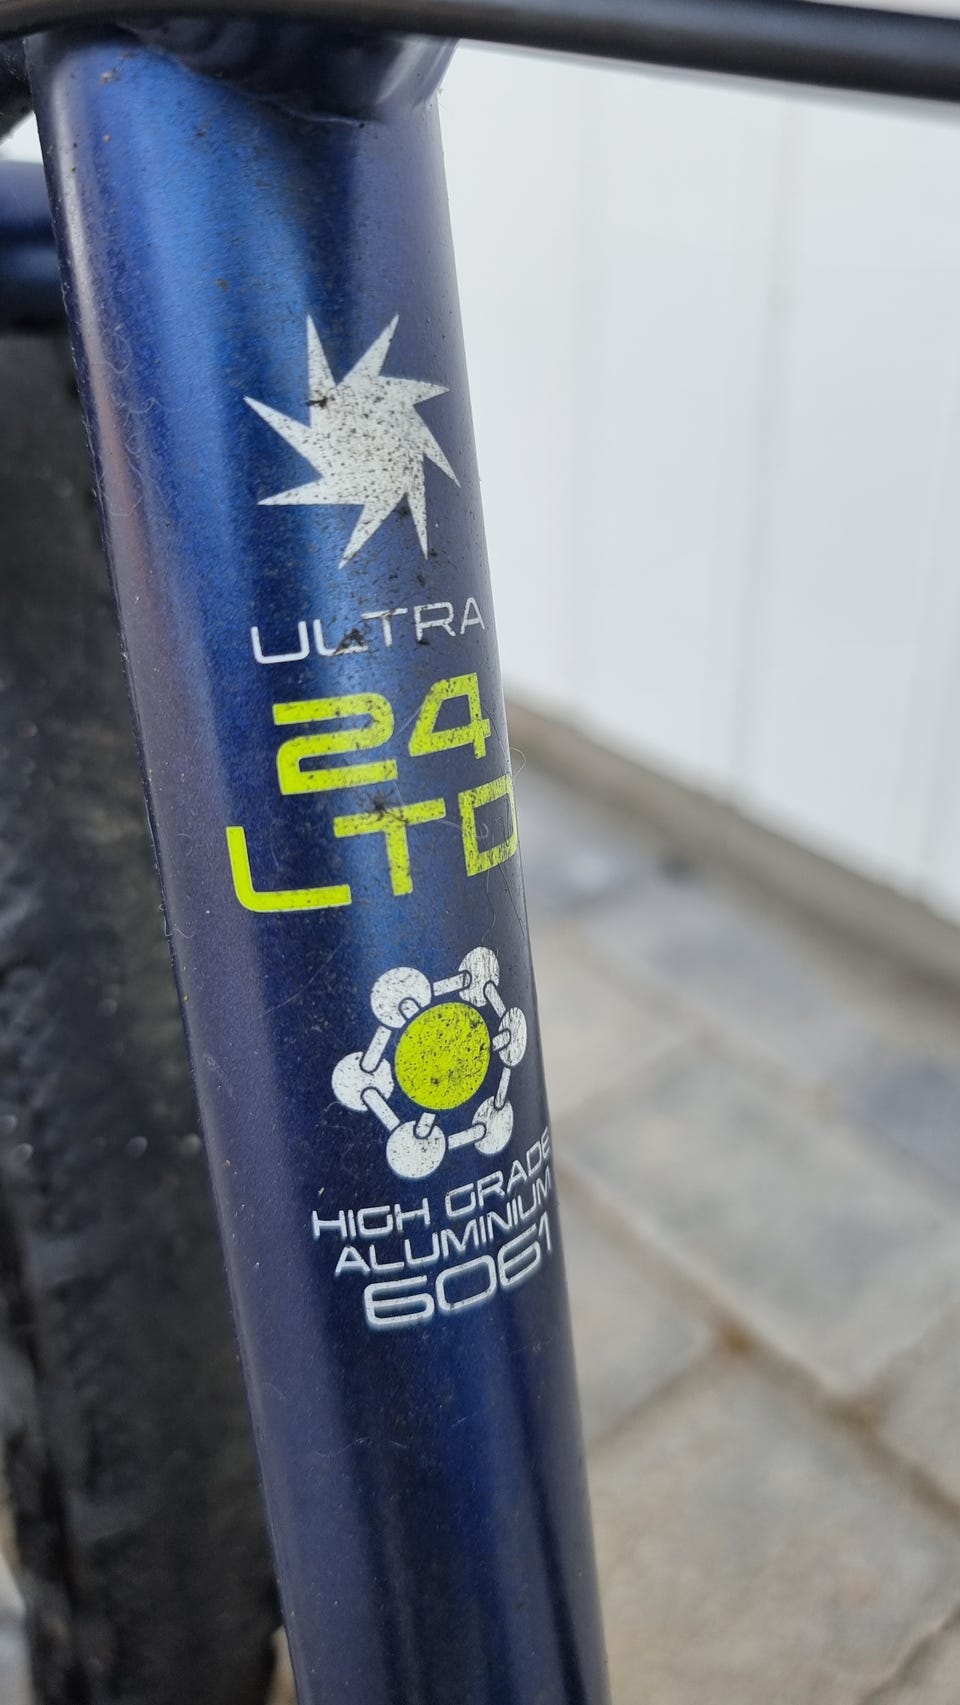 ULTRA
24
LTD
HIGH GRADE
ALUMINIUM
6061